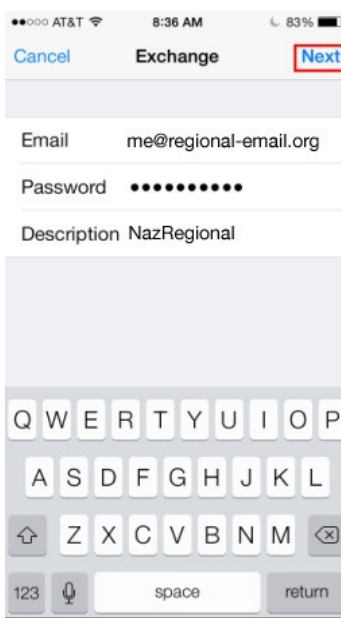 AT&T 8:36 AM 83%
Cancel Exchange Next
Email me@regional-email.org
Password ••••••••••
Description NazRegional
Q W E R T Y U I O P
A S D F G H J K L
Z X C V B N M
123 space return